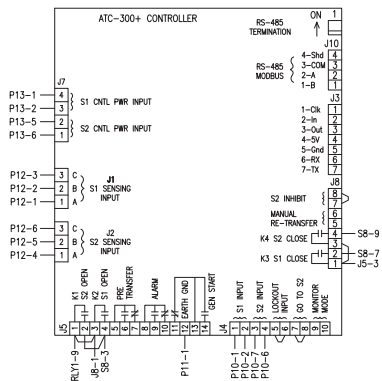 ATC-300+ CONTROLLER
ON 1
RS-485
TERMINATION
J10
4-Shd 4
RS-485 3-COM 3
MODBUS 2-A 2
1-B 1
J7
P13-1 4
S1 CNTL PWR INPUT
P13-2 3
P13-5 2
S2 CNTL PWR INPUT
P13-6 1
J3
1-Clk 1
2-In 2
3-Out 3
4-5V 4
5-Gnd 5
6-RX 6
7-TX 7
J1
P12-3 3 C
P12-2 2 B S1 SENSING
INPUT
P12-1 1 A
J8
S2 INHIBIT 8
7
MANUAL 6
RE-TRANSFER 5
4 S8-9
K4 S2 CLOSE 3
2 S8-7
K3 S1 CLOSE 1 J5-3
J2
P12-6 3 C
P12-5 2 B S2 SENSING
INPUT
P12-4 1 A
K1
S2 OPEN
K2
S1 OPEN
PRE
TRANSFER
ALARM
EARTH GND
GEN START
J5
1 2 3 4 5 6 7 8 9 10 11 12 13 14
RLY1-9
J8-1
S8-3
P11-1
S1 INPUT
S2 INPUT
LOCKOUT
INPUT
GO TO S2
MONITOR
MODE
J4
1 2 3 4 5 6 7 8 9 10
P10-1
P10-2
P10-7
P10-6